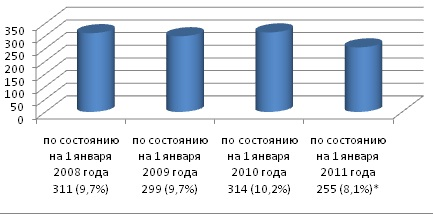 350
300
250
200
150
100
50
0
по состоянию на 1 января 2008 года 311 (9,7%)
по состоянию на 1 января 2009 года 299 (9,7%)
по состоянию на 1 января 2010 года 314 (10,2%)
по состоянию на 1 января 2011 года 255 (8,1%)*